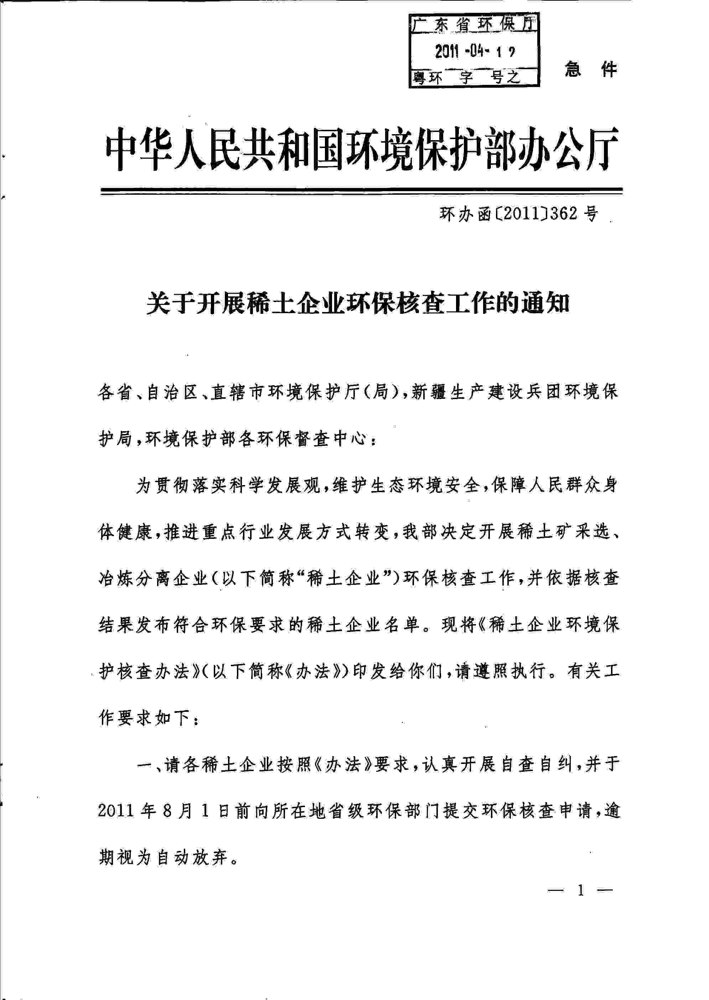 广东省环保厅
2011-04-1
粤环 字 号之
急 件
中华人民共和国环境保护部办公厅
环办函〔2011〕362 号
关于开展稀土企业环保核查工作的通知
各省、自治区、直辖市环境保护厅(局),新疆生产建设兵团环境保
护局,环境保护部各环保督查中心:
为贯彻落实科学发展观,维护生态环境安全,保障人民群众身
体健康,推进重点行业发展方式转变,我部决定开展稀土矿采选、
冶炼分离企业(以下简称“稀土企业”)环保核查工作,并依据核查
结果发布符合环保要求的稀土企业名单。现将《稀土企业环境保
护核查办法》(以下简称《办法》)印发给你们,请遵照执行。有关工
作要求如下:
一、请各稀土企业按照《办法》要求,认真开展自查自纠,并于
2011 年 8 月 1 日前向所在地省级环保部门提交环保核查申请,逾
期视为自动放弃。
— 1 —